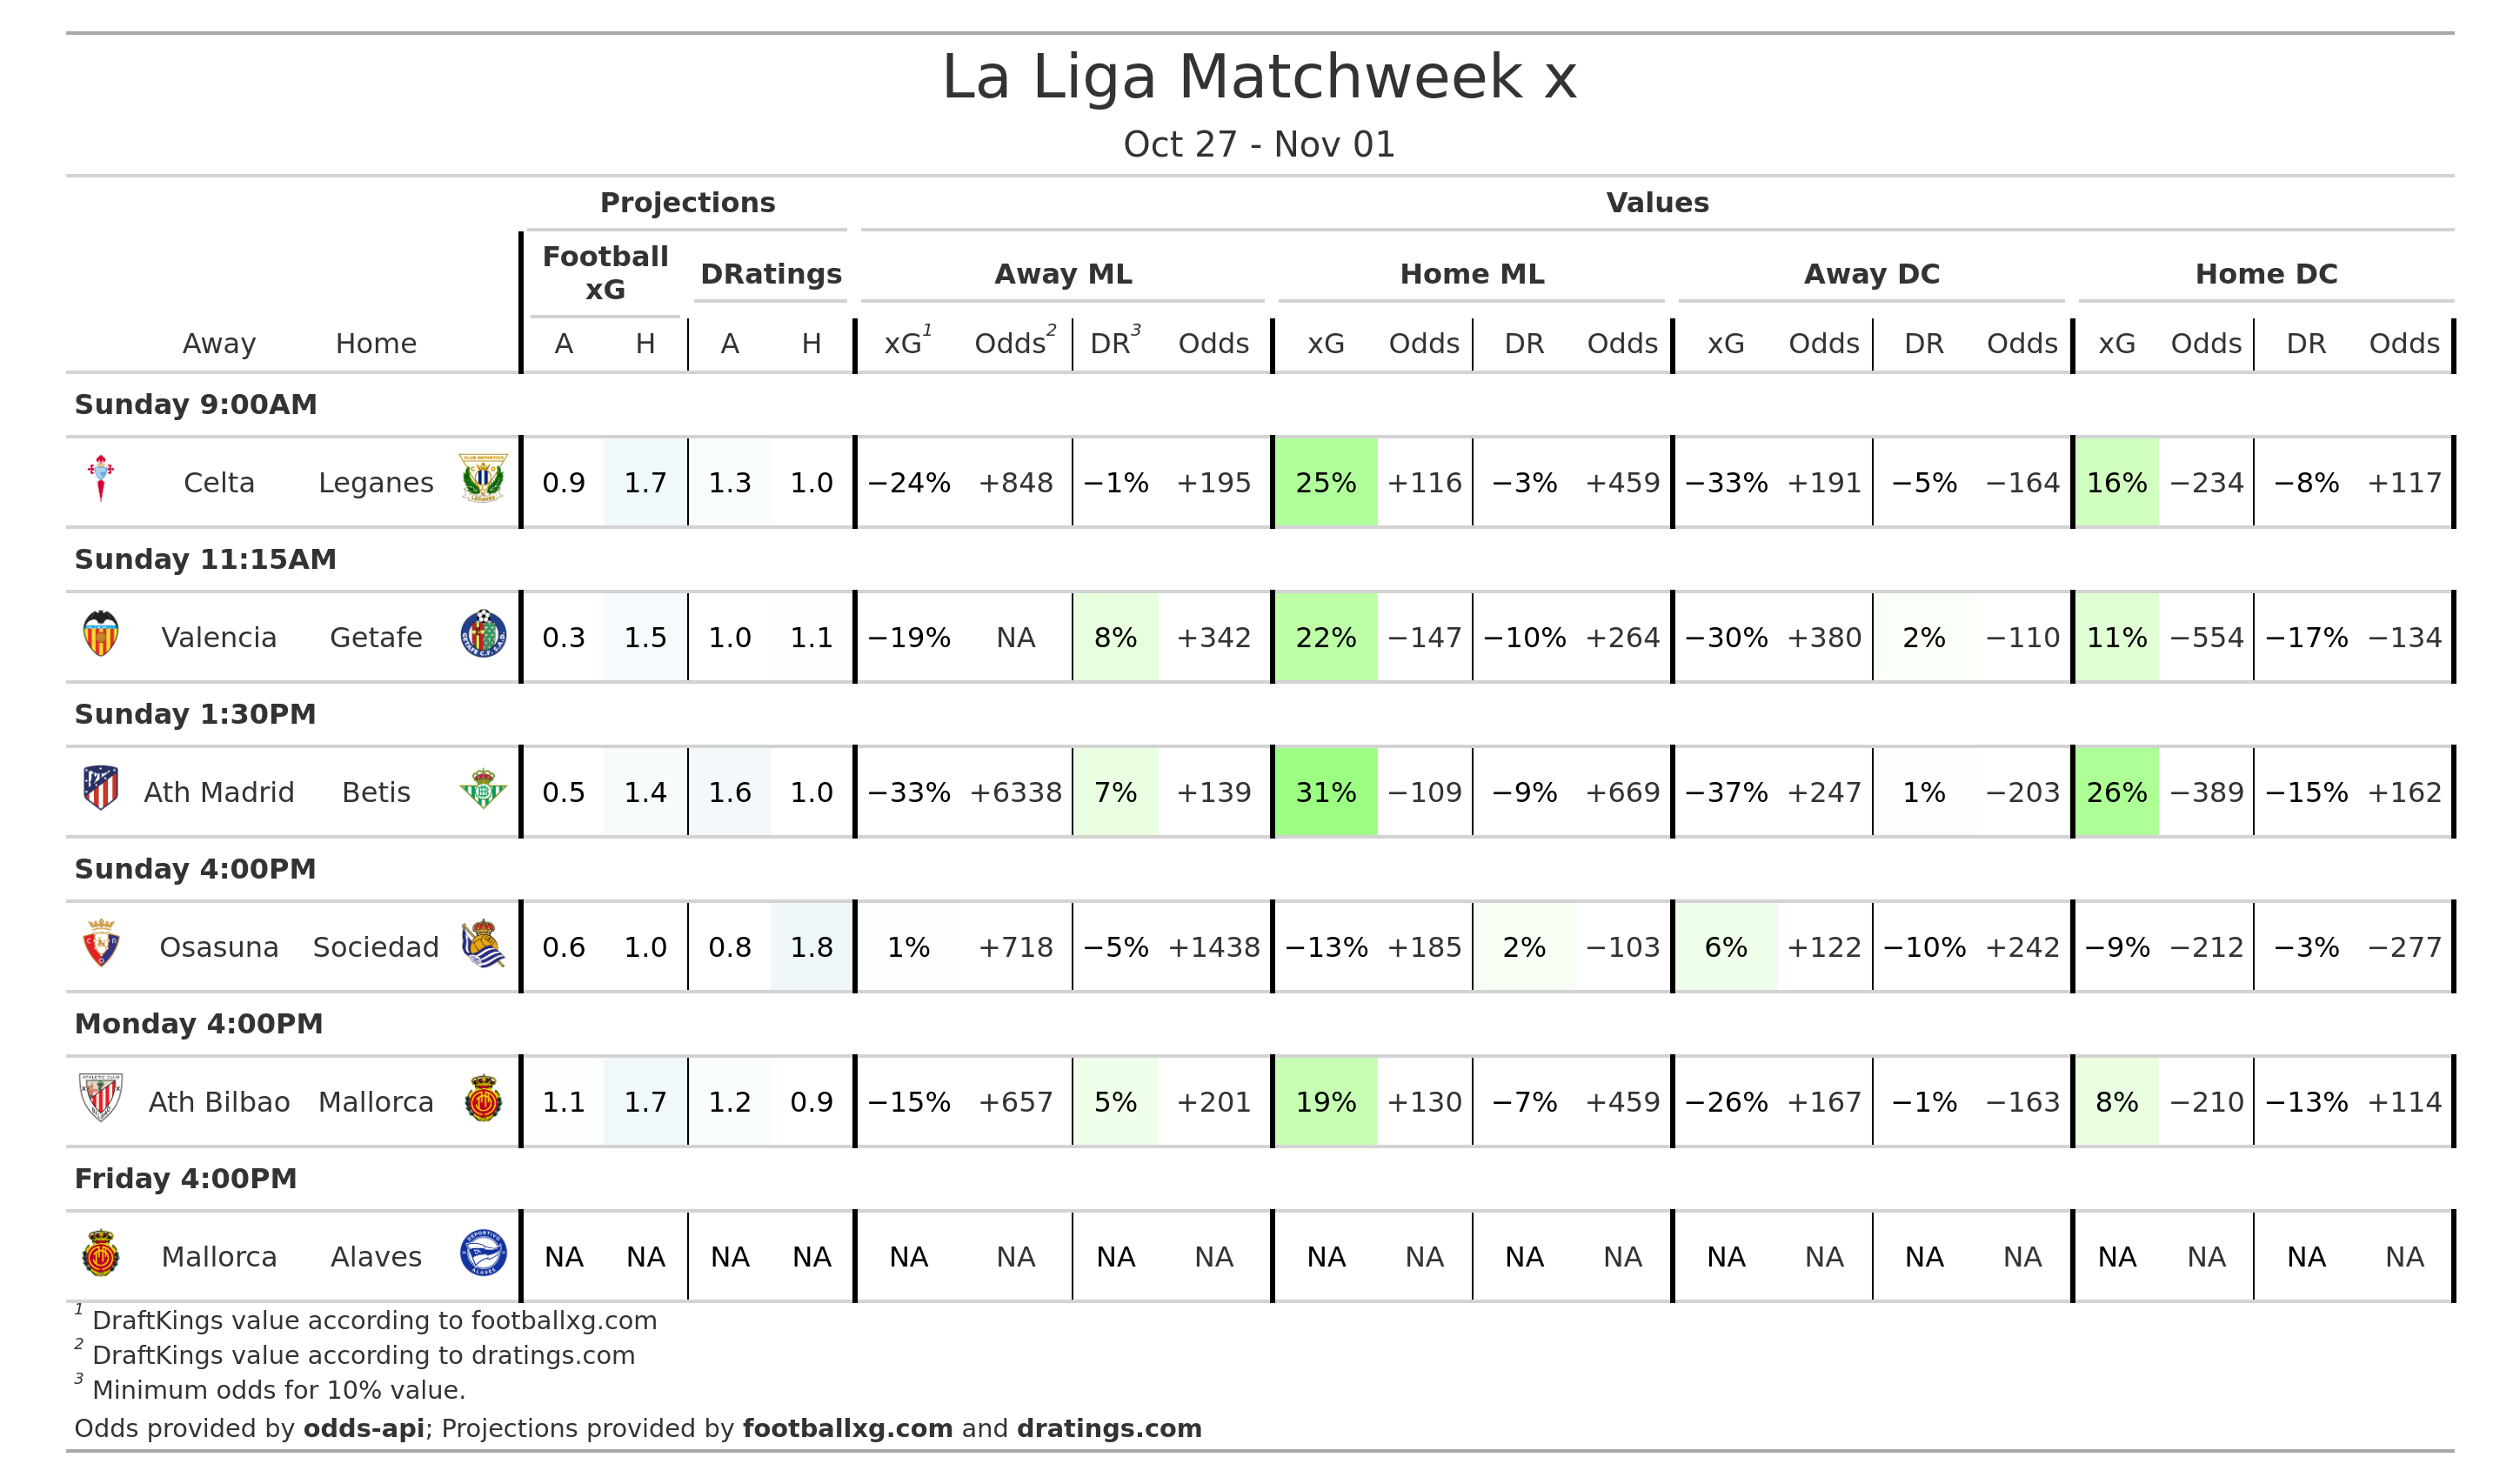 La Liga Matchweek x
Oct 27 - Nov 01
Projections Values
Football xG DRatings Away ML Home ML Away DC Home DC
Away Home A H A H xG1 Odds2 DR3 Odds xG Odds DR Odds xG Odds DR Odds xG Odds DR Odds
Sunday 9:00AM
Celta Leganes 0.9 1.7 1.3 1.0 −24% +848 −1% +195 25% +116 −3% +459 −33% +191 −5% −164 16% −234 −8% +117
Sunday 11:15AM
Valencia Getafe 0.3 1.5 1.0 1.1 −19% NA 8% +342 22% −147 −10% +264 −30% +380 2% −110 11% −554 −17% −134
Sunday 1:30PM
Ath Madrid Betis 0.5 1.4 1.6 1.0 −33% +6338 7% +139 31% −109 −9% +669 −37% +247 1% −203 26% −389 −15% +162
Sunday 4:00PM
Osasuna Sociedad 0.6 1.0 0.8 1.8 1% +718 −5% +1438 −13% +185 2% −103 6% +122 −10% +242 −9% −212 −3% −277
Monday 4:00PM
Ath Bilbao Mallorca 1.1 1.7 1.2 0.9 −15% +657 5% +201 19% +130 −7% +459 −26% +167 −1% −163 8% −210 −13% +114
Friday 4:00PM
Mallorca Alaves NA NA NA NA NA NA NA NA NA NA NA NA NA NA NA NA NA NA NA NA
1 DraftKings value according to footballxg.com
2 DraftKings value according to dratings.com
3 Minimum odds for 10% value.
Odds provided by odds-api; Projections provided by footballxg.com and dratings.com